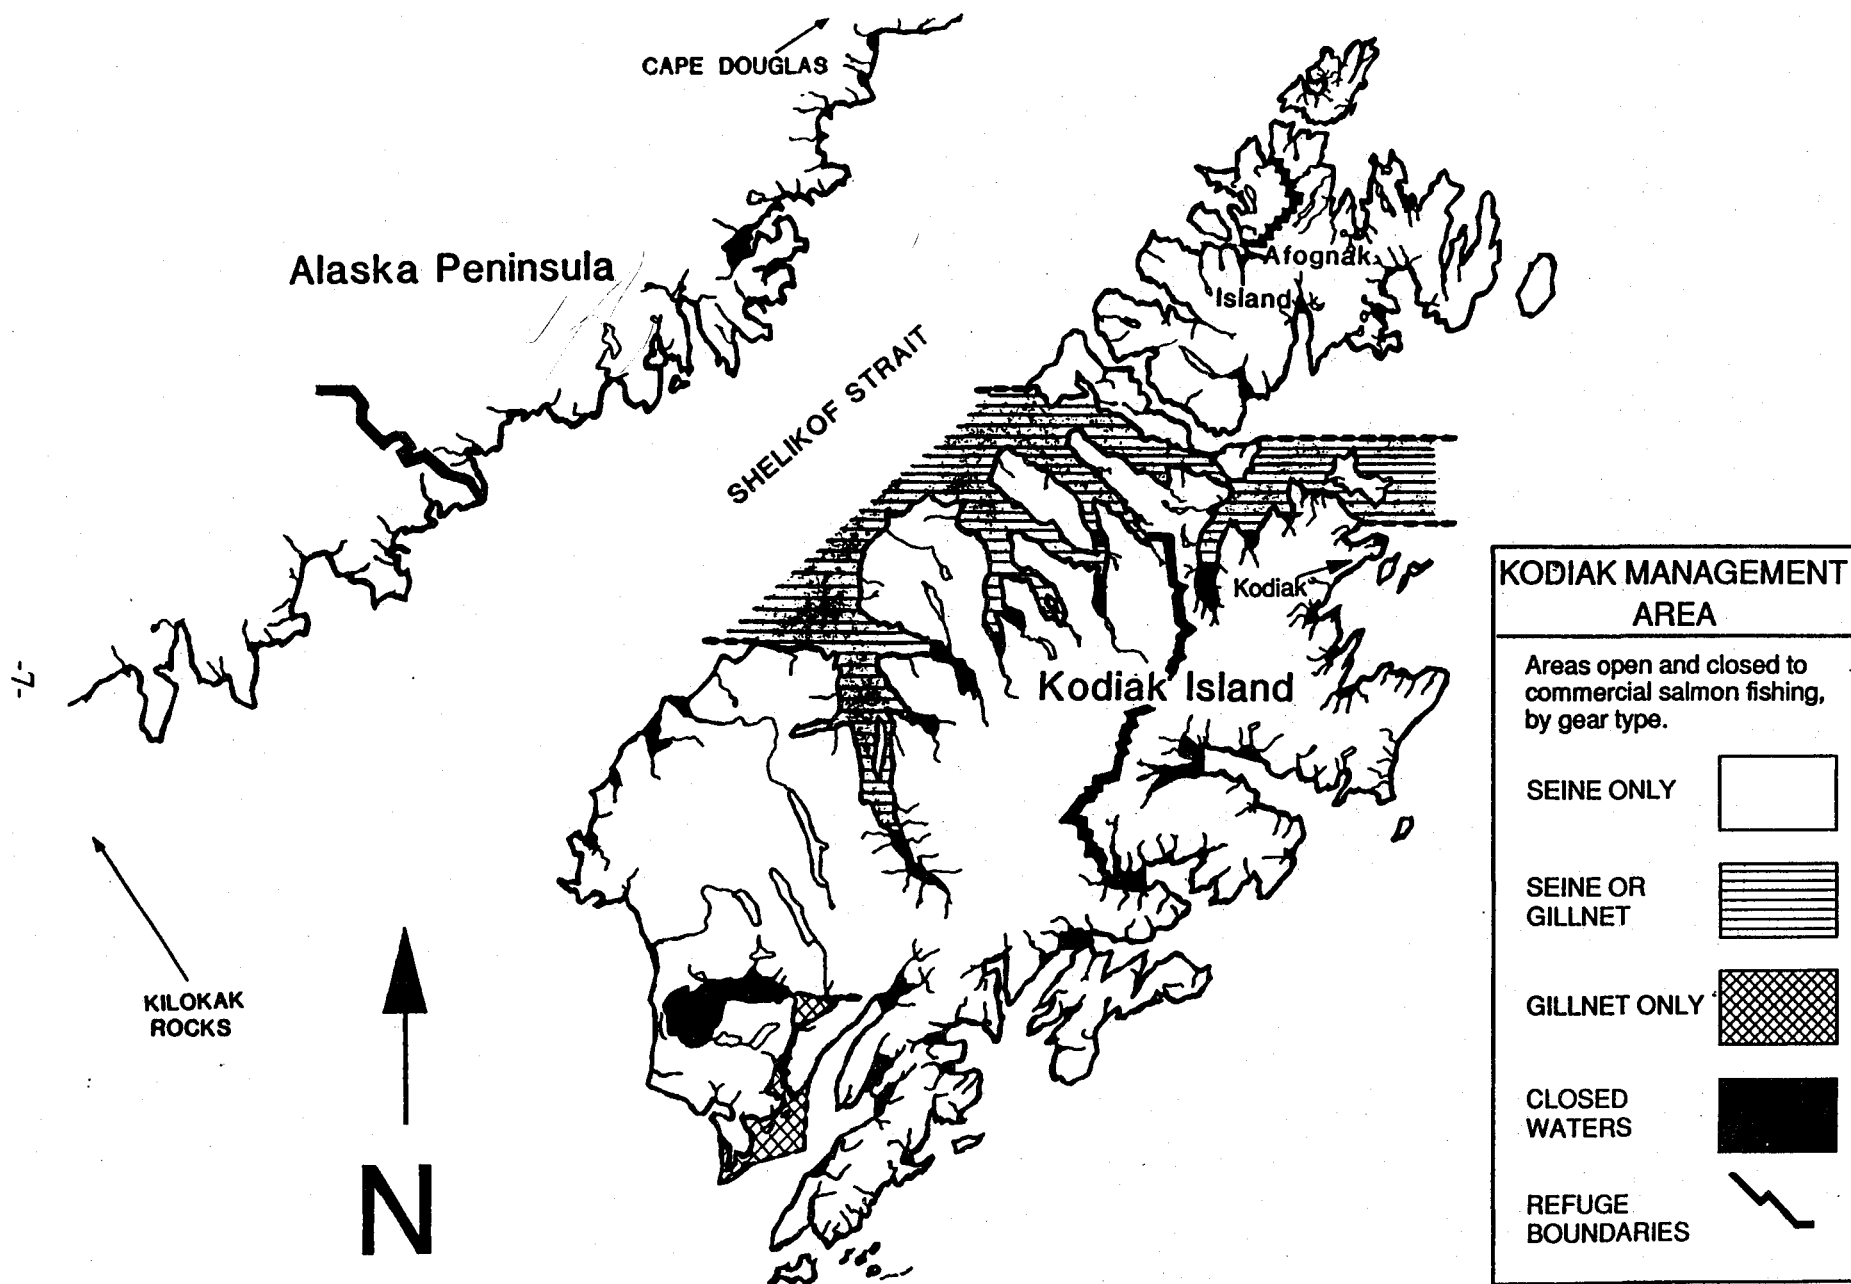 CAPE DOUGLAS
Alaska Peninsula
Afognak
Island
SHELIKOF STRAIT
Kodiak
Kodiak Island
KILOKAK
ROCKS
N
-7-
KODIAK MANAGEMENT
AREA
Areas open and closed to
commercial salmon fishing,
by gear type.
SEINE ONLY
SEINE OR
GILLNET
GILLNET ONLY
CLOSED
WATERS
REFUGE
BOUNDARIES